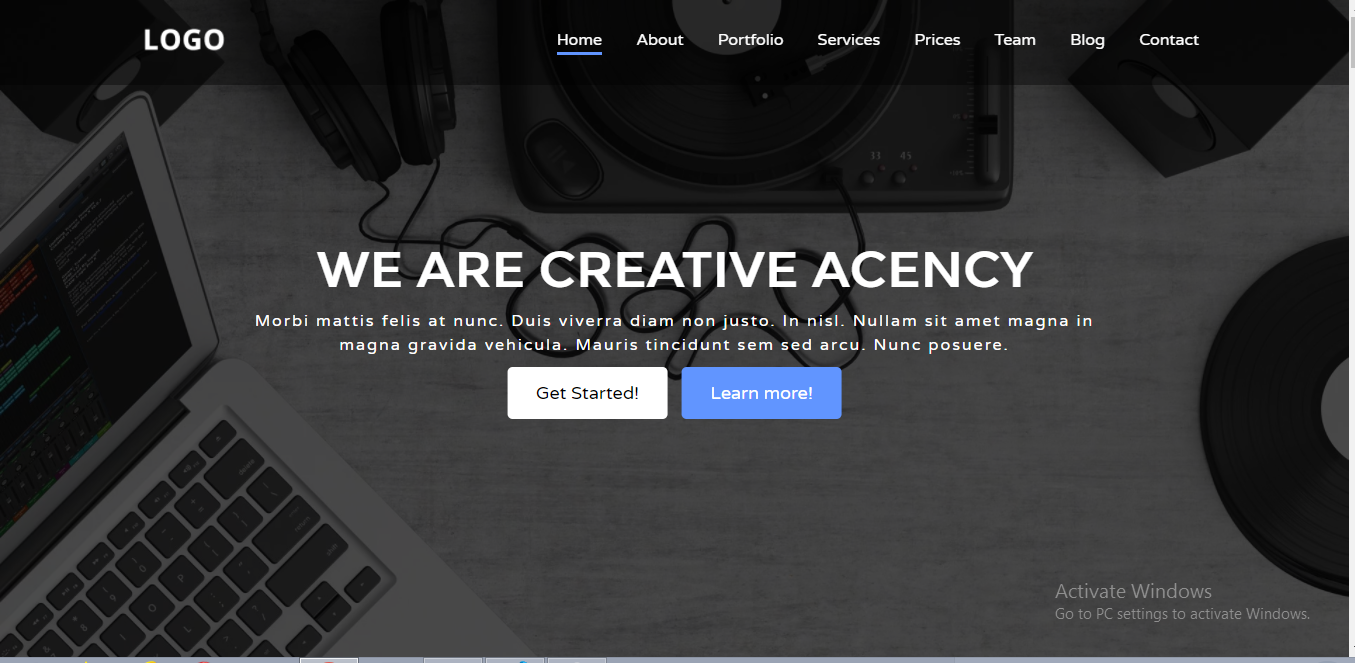 LOGO
Home About Portfolio Services Prices Team Blog Contact
33 45
WE ARE CREATIVE ACENCY
Morbi mattis felis at nunc. Duis viverra diam non justo. In nisl. Nullam sit amet magna in
magna gravida vehicula. Mauris tincidunt sem sed arcu. Nunc posuere.
Get Started! Learn more!
Activate Windows
Go to PC settings to activate Windows.